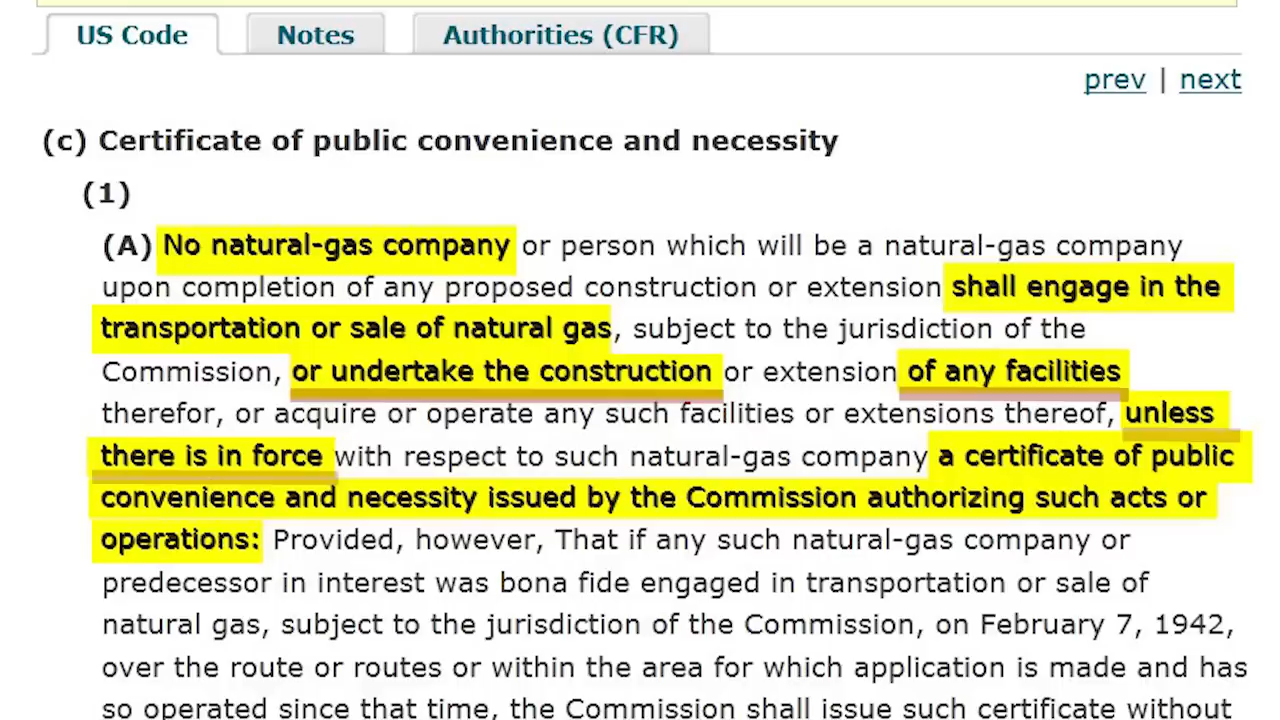 US Code Notes Authorities (CFR)
prev | next
(c) Certificate of public convenience and necessity
(1)
(A) No natural-gas company or person which will be a natural-gas company
upon completion of any proposed construction or extension shall engage in the
transportation or sale of natural gas, subject to the jurisdiction of the
Commission, or undertake the construction or extension of any facilities
therefor, or acquire or operate any such facilities or extensions thereof, unless
there is in force with respect to such natural-gas company a certificate of public
convenience and necessity issued by the Commission authorizing such acts or
operations: Provided, however, That if any such natural-gas company or
predecessor in interest was bona fide engaged in transportation or sale of
natural gas, subject to the jurisdiction of the Commission, on February 7, 1942,
over the route or routes or within the area for which application is made and has
so operated since that time, the Commission shall issue such certificate without